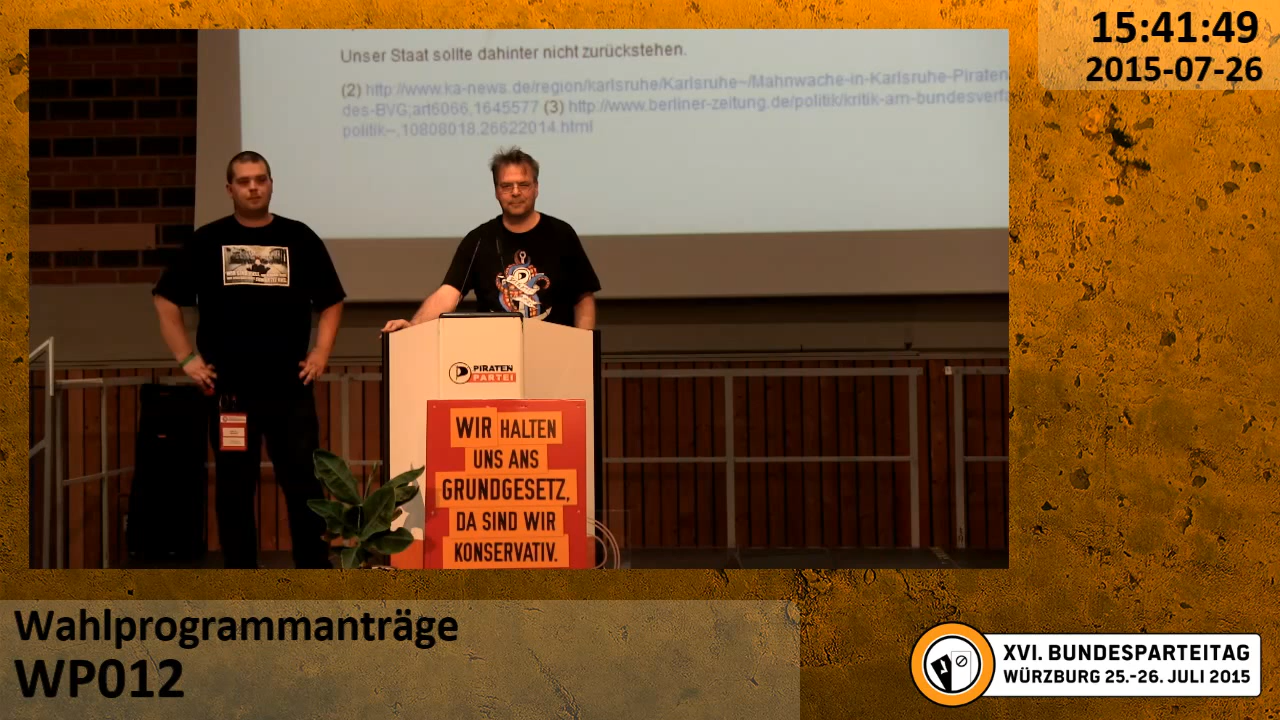 15:41:49
2015-07-26
Unser Staat sollte dahinter nicht zurückstehen.
(2) http://www.ka-news.de/region/karlsruhe/Karlsruhe~/Mahnwache-in-Karlsruhe-Piraten
des-BVG;art6066,1645577 (3) http://www.berliner-zeitung.de/politik/kritik-am-bundesverfa
politik-,10808018,26622014.html
PIRATEN
PARTEI
WIR HALTEN
UNS ANS
GRUNDGESETZ,
DA SIND WIR
KONSERVATIV.
Wahlprogrammanträge
WP012
XVI. BUNDESPARTEITAG
WÜRZBURG 25.-26. JULI 2015